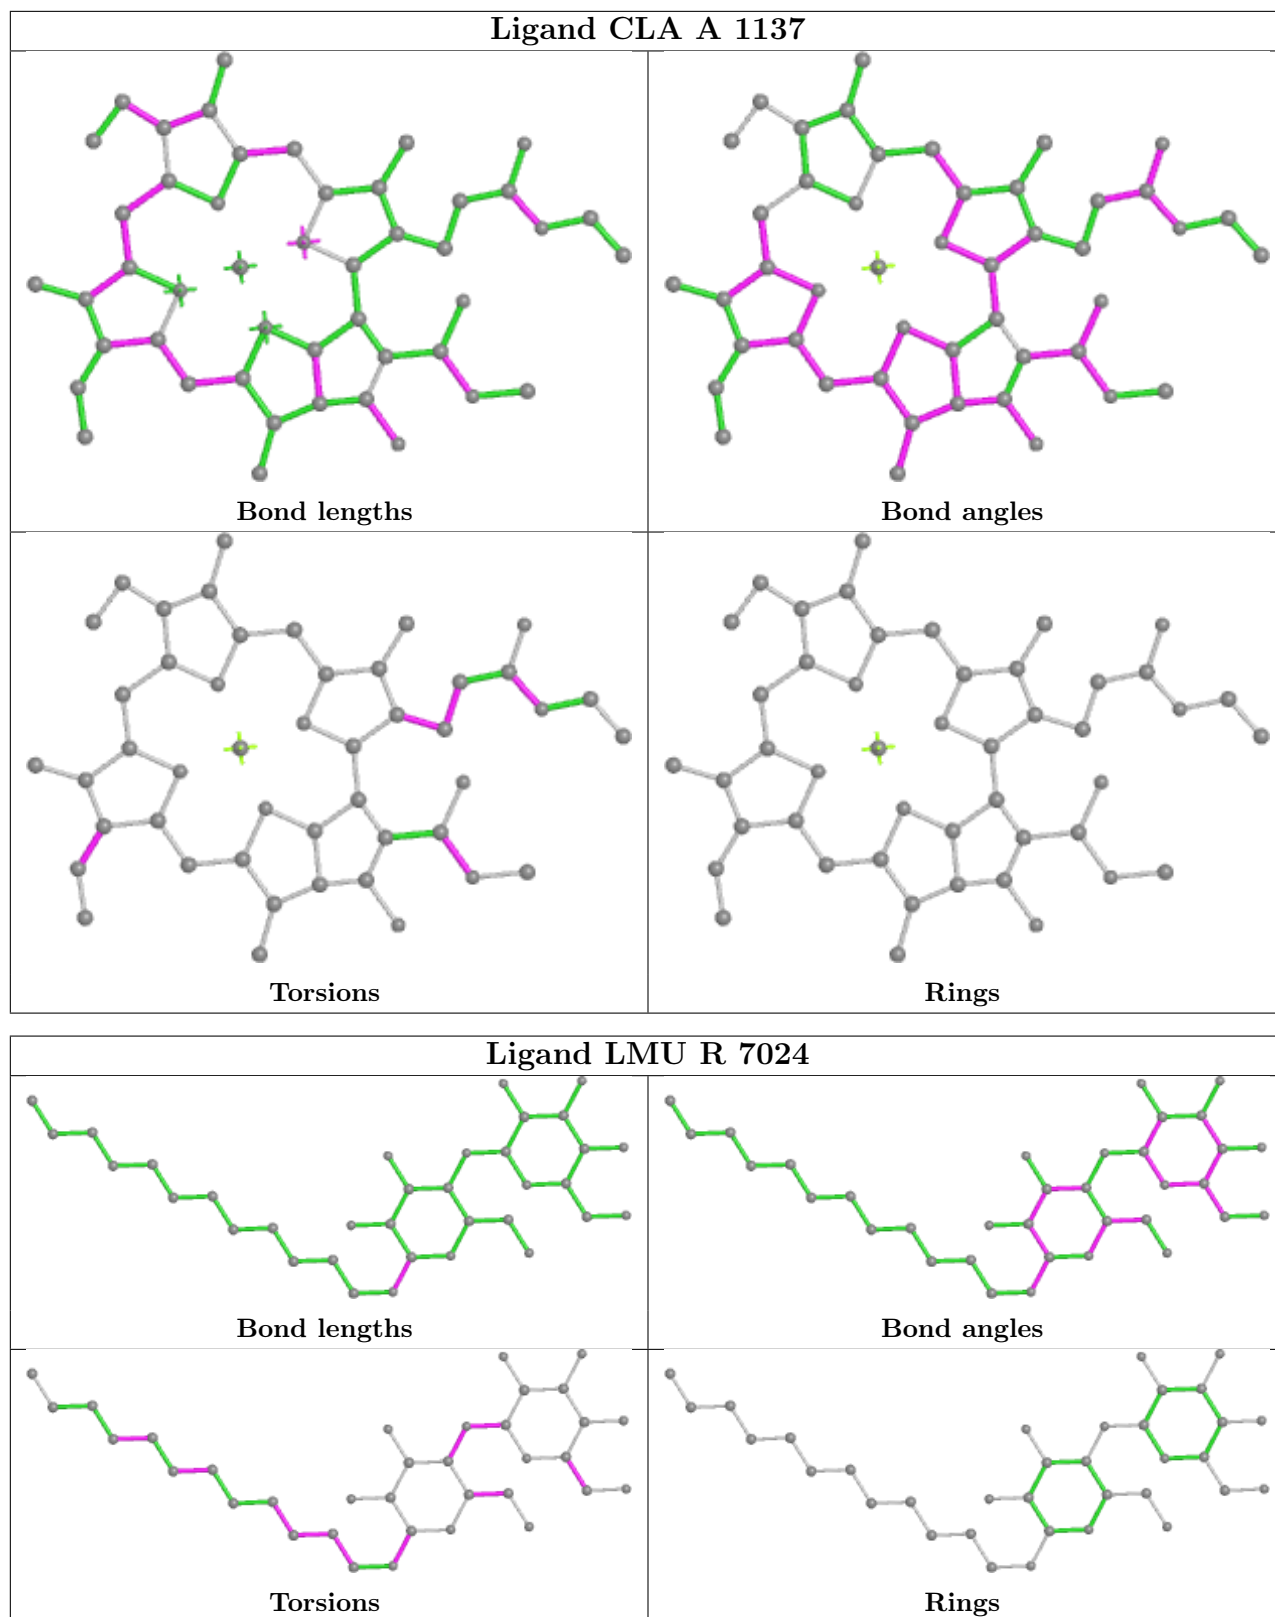 Ligand CLA A 1137
Bond lengths
Bond angles
Torsions
Rings
Ligand LMU R 7024
Bond lengths
Bond angles
Torsions
Rings